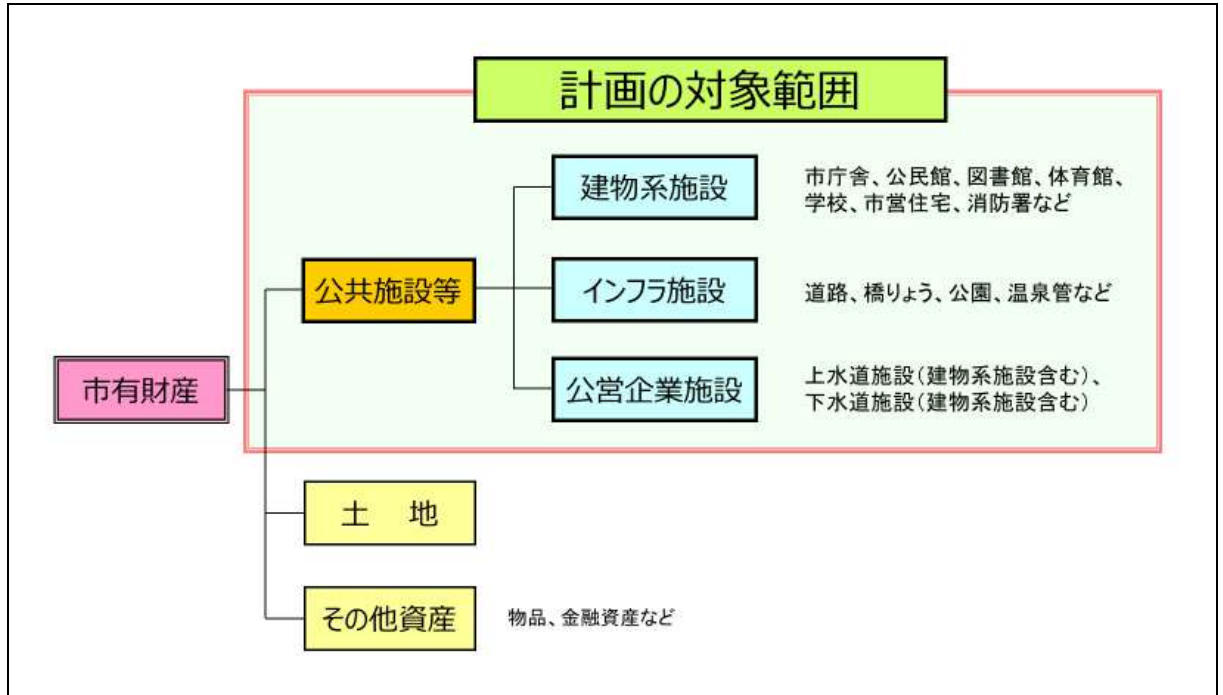 計画の対象範囲
建物系施設
市庁舎、公民館、図書館、体育館、
学校、市営住宅、消防署など
公共施設等
インフラ施設
道路、橋りょう、公園、温泉管など
市有財産
公営企業施設
上水道施設(建物系施設含む)、
下水道施設(建物系施設含む)
土 地
その他資産
物品、金融資産など